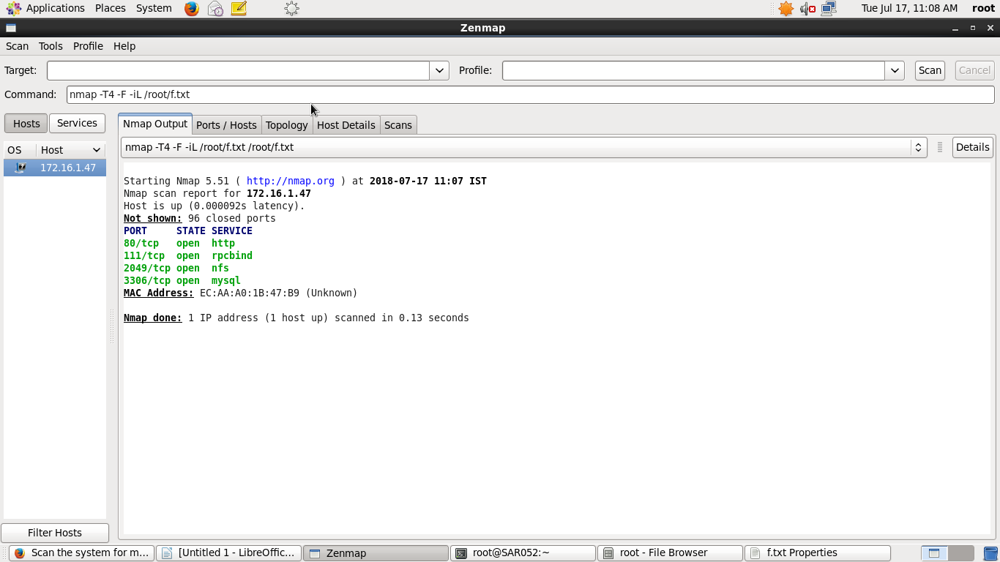 Applications Places System Tue Jul 17, 11:08 AM root
Zenmap
Scan Tools Profile Help
Target: Profile: Scan Cancel
Command: nmap -T4 -F -iL /root/f.txt
Hosts Services Nmap Output Ports / Hosts Topology Host Details Scans
OS Host nmap -T4 -F -iL /root/f.txt /root/f.txt Details
172.16.1.47
Starting Nmap 5.51 ( http://nmap.org ) at 2018-07-17 11:07 IST
Nmap scan report for 172.16.1.47
Host is up (0.000092s latency).
Not shown: 96 closed ports
PORT     STATE SERVICE
80/tcp   open  http
111/tcp  open  rpcbind
2049/tcp open  nfs
3306/tcp open  mysql
MAC Address: EC:AA:A0:1B:47:B9 (Unknown)
Nmap done: 1 IP address (1 host up) scanned in 0.13 seconds
Filter Hosts
Scan the system for m... [Untitled 1 - LibreOffic... Zenmap root@SAR052:~ root - File Browser f.txt Properties